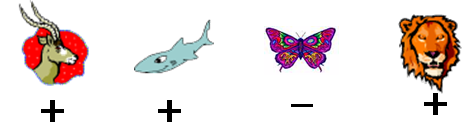 + + − +